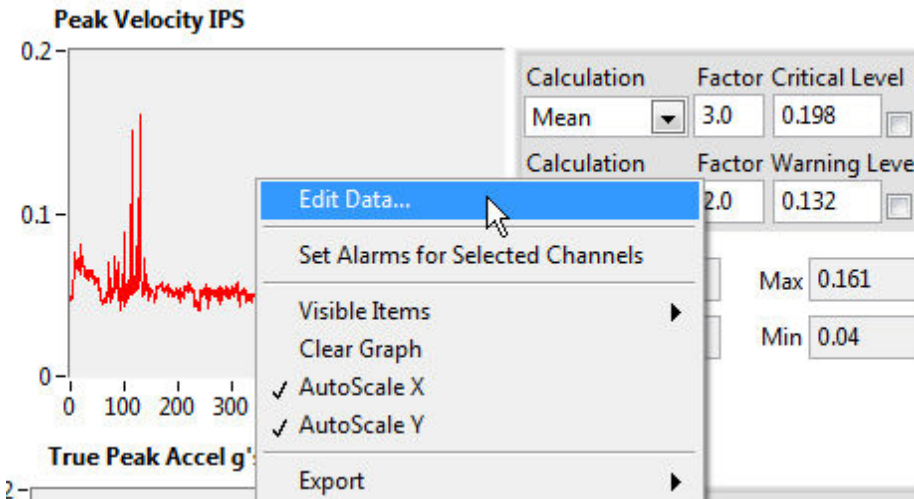 Peak Velocity IPS
0.2
Calculation Factor Critical Level
Mean 3.0 0.198
Calculation Factor Warning Leve
2.0 0.132
0.1
Max 0.161
Min 0.04
0
0 100 200 300
Edit Data...
Set Alarms for Selected Channels
Visible Items
Clear Graph
✓ AutoScale X
✓ AutoScale Y
Export
True Peak Accel g'
2